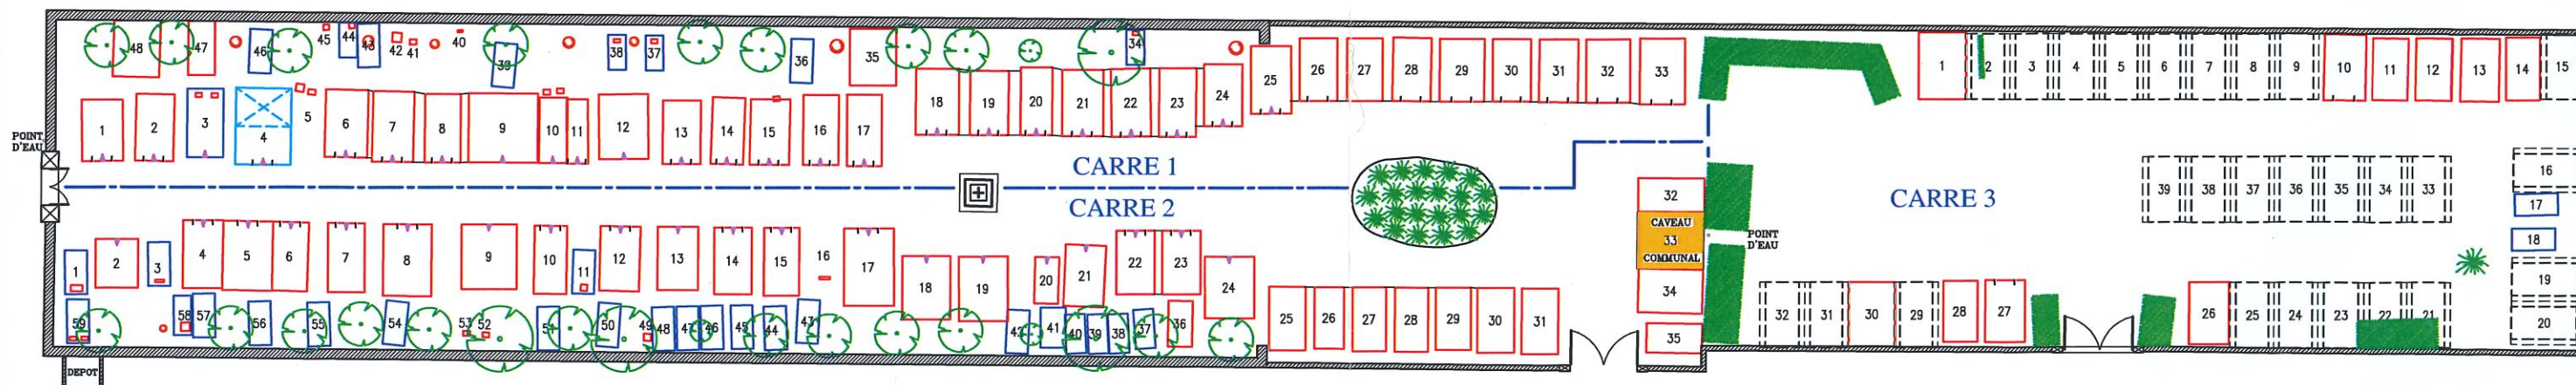 48 47 46 45 44 43 42 41 40 39 38 37 36 35 34
1 2 3 4 5 6 7 8 9 10 11 12 13 14 15 16 17 18 19 20 21 22 23 24 25 26 27 28 29 30 31 32 33
POINT
D'EAU
CARRE 1
CARRE 2
1 2 3 4 5 6 7 8 9 10 11 12 13 14 15 16 17 18 19 20 21 22 23 24 25 26 27 28 29 30 31
32
CAVEAU
33
COMMUNAL
34
35
59 58 57 56 55 54 53 52 51 50 49 48 47 46 45 44 43 42 41 40 39 38 37 36
DEPOT
POINT
D'EAU
CARRE 3
1 2 3 4 5 6 7 8 9 10 11 12 13 14 15
39 38 37 36 35 34 33
16
17
18
19
20
32 31 30 29 28 27 26 25 24 23 22 21